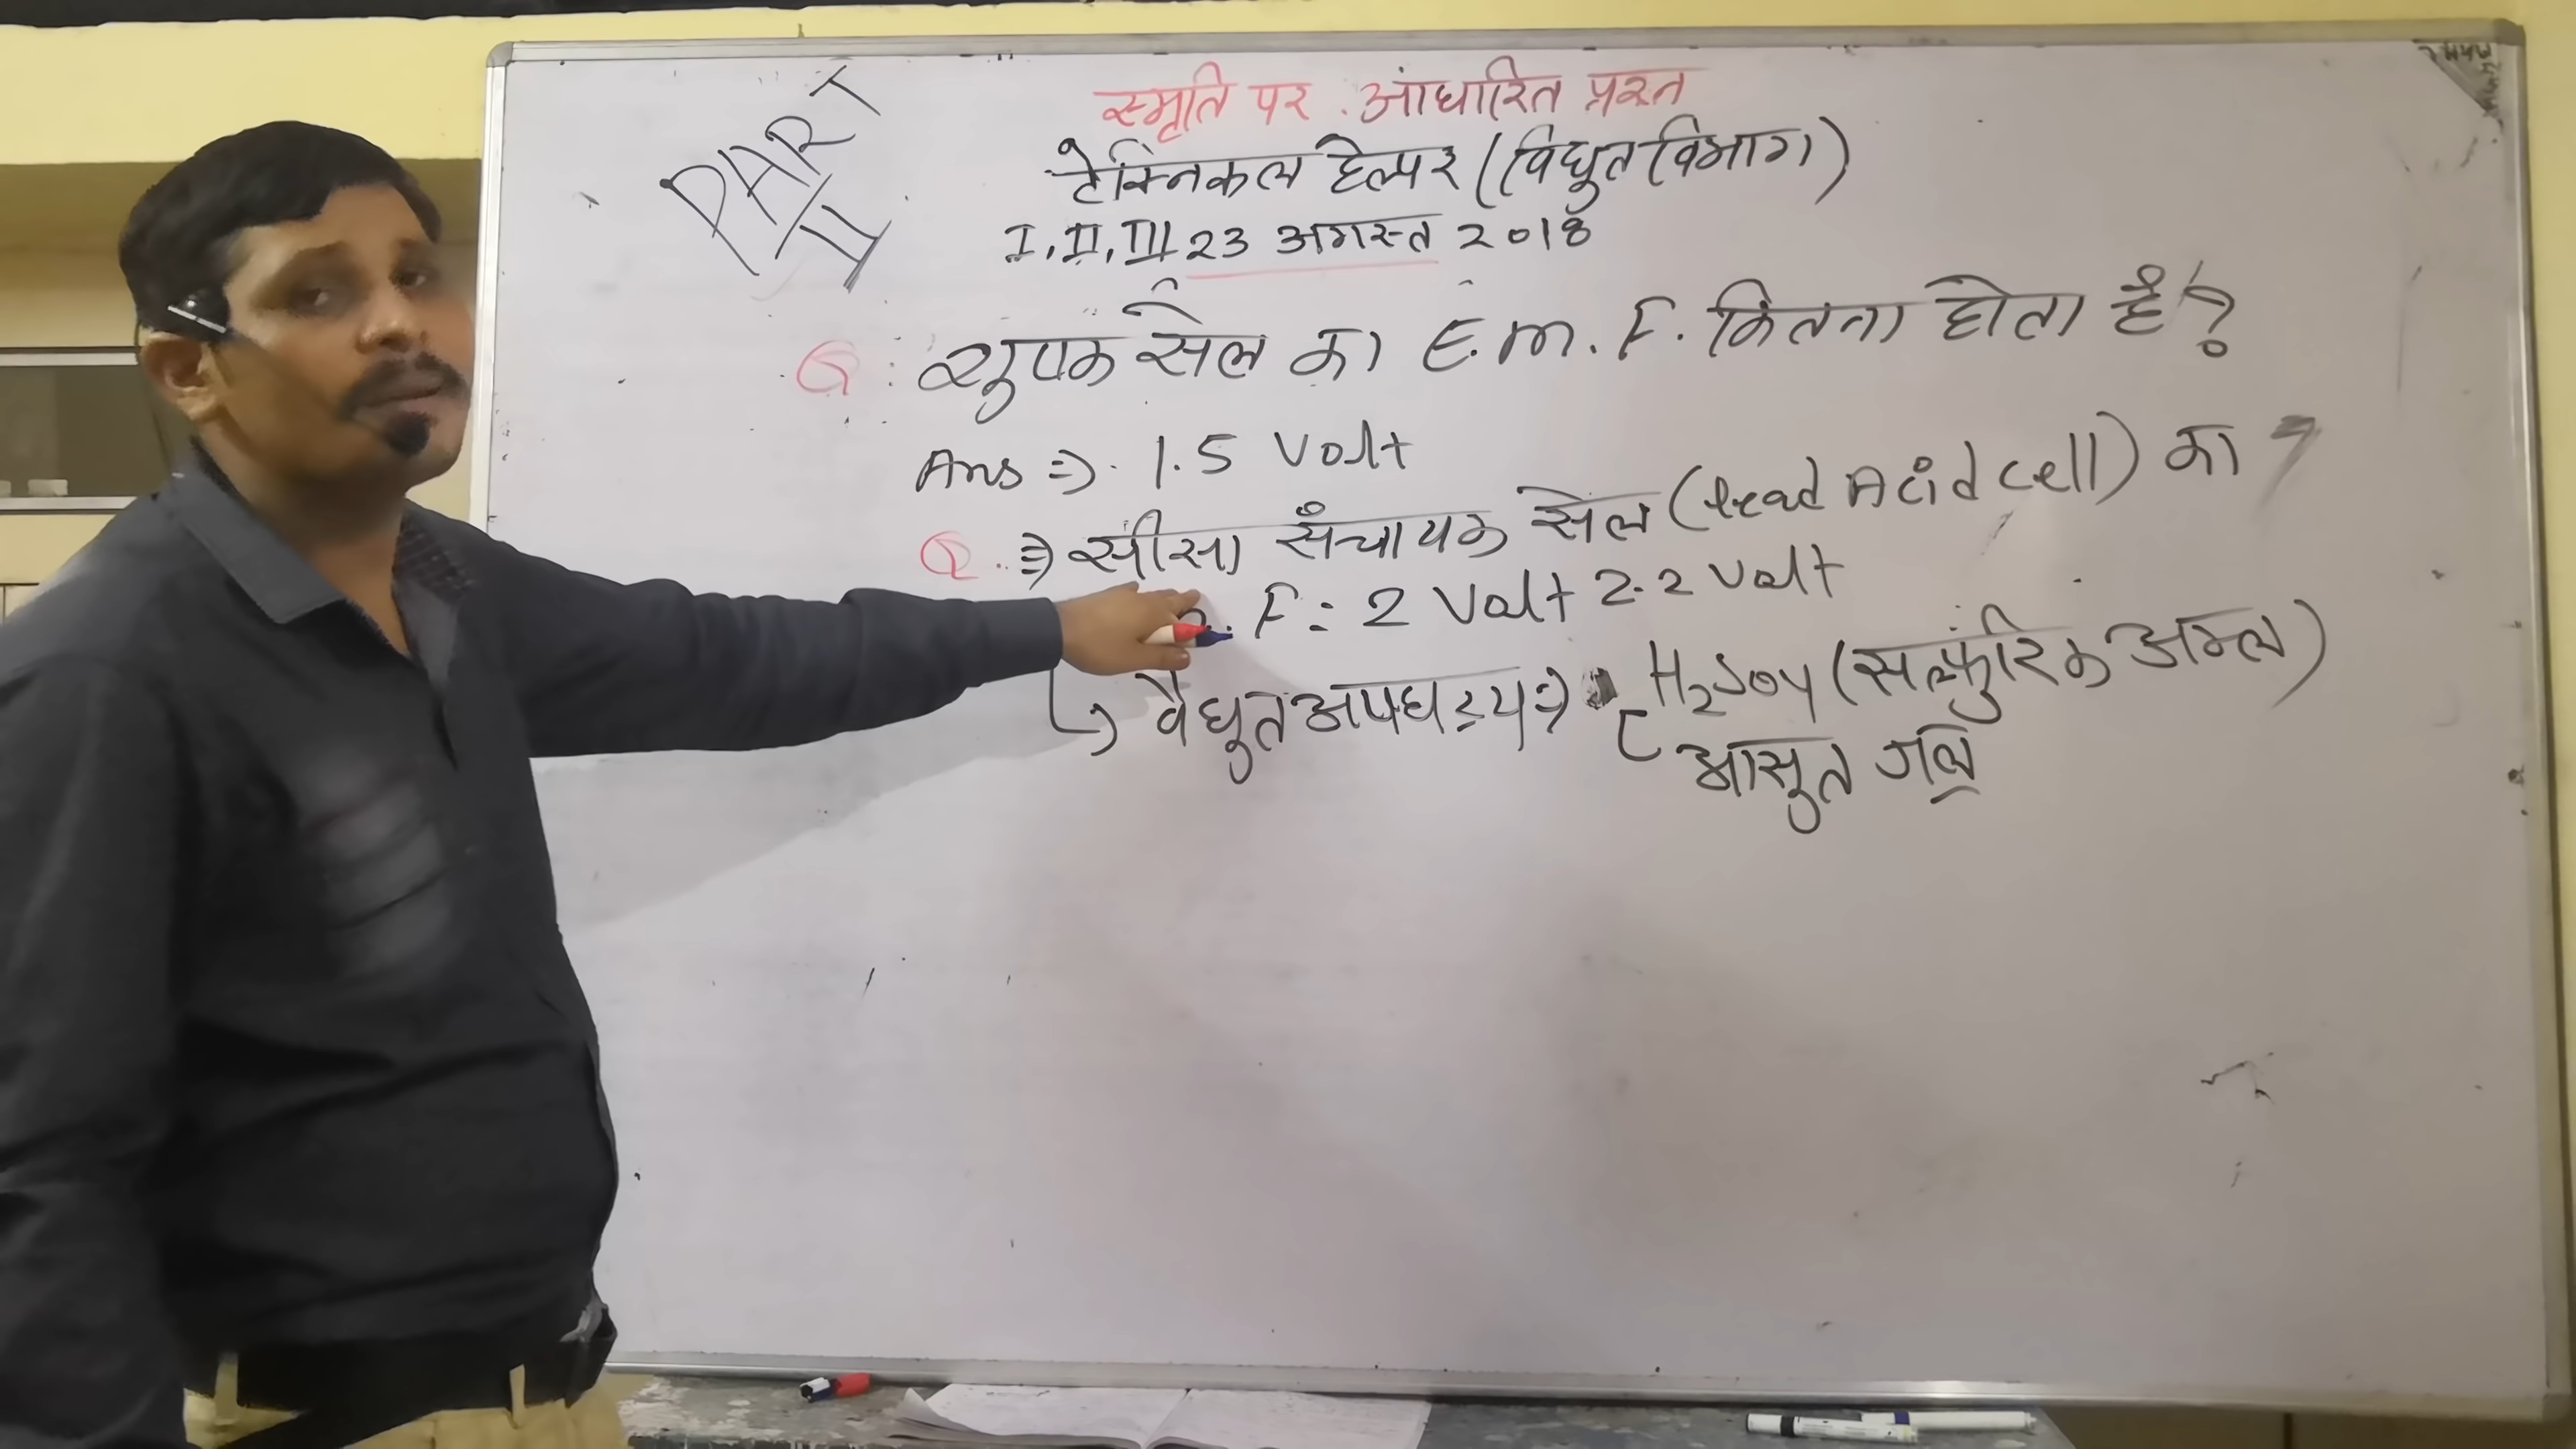 PART II
स्मृति पर आधारित प्रश्न
टेक्निकल हेल्पर (विधुत विभाग)
I, II, III 23 अगस्त 2018
Q: शुष्क सेल का E.M.F. कितना होता है?
Ans => 1.5 Volt
Q. => सीसा संचायक सेल (Lead Acid Cell) का ?
F = 2 Volt 2.2 Volt
वैधुत अपघट्य => H2SO4 (सल्फुरिक अम्ल)
आसुत जल